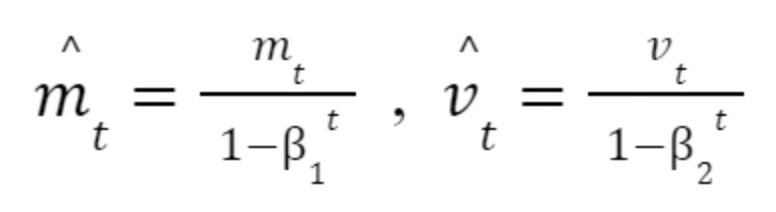 m̂_t = m_t / (1−β_1^t) , v̂_t = v_t / (1−β_2^t)